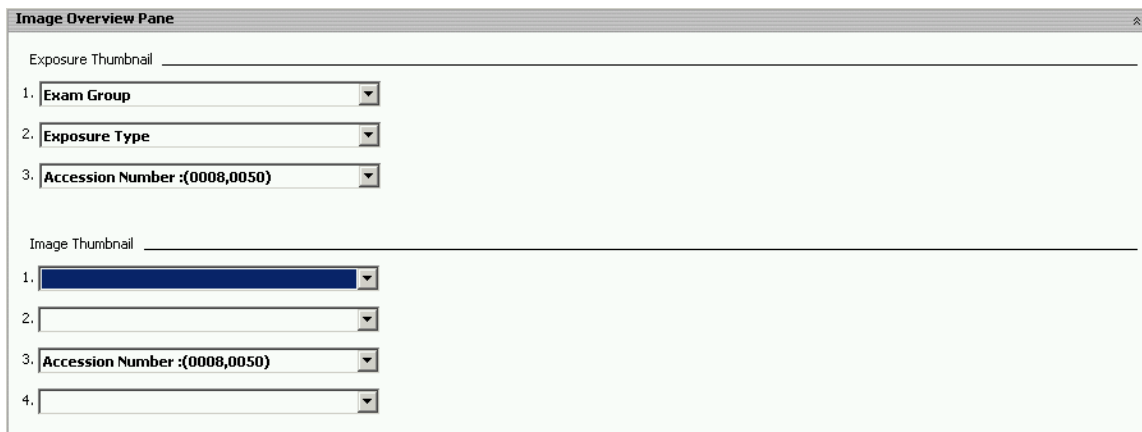 Image Overview Pane
Exposure Thumbnail
1. Exam Group
2. Exposure Type
3. Accession Number :(0008,0050)
Image Thumbnail
1.
2.
3. Accession Number :(0008,0050)
4.